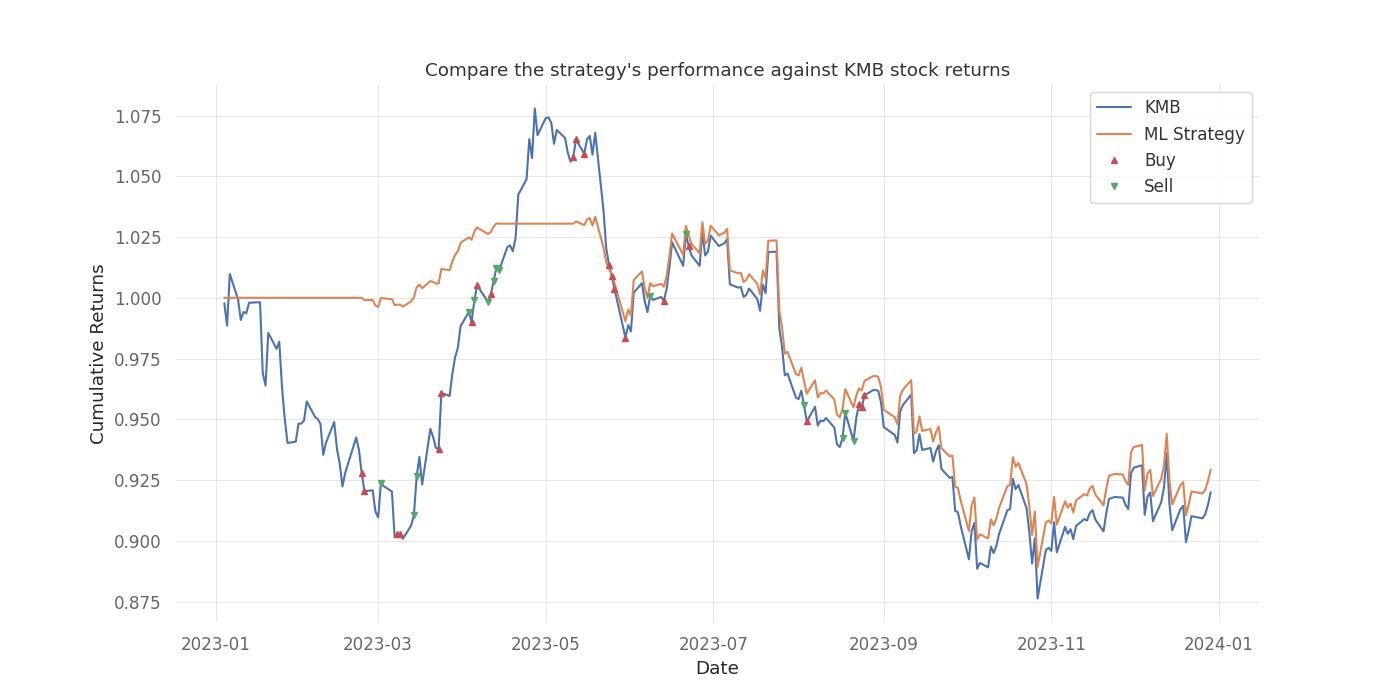 Compare the strategy's performance against KMB stock returns
KMB
ML Strategy
Buy
Sell
Cumulative Returns
1.075
1.050
1.025
1.000
0.975
0.950
0.925
0.900
0.875
2023-01
2023-03
2023-05
2023-07
2023-09
2023-11
2024-01
Date